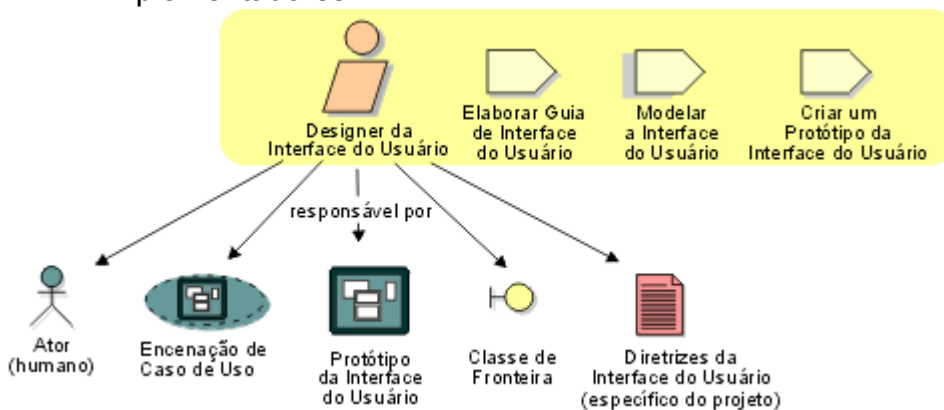 Designer da
Interface do Usuário
Elaborar Guia
de Interface
do Usuário
Modelar
a Interface
do Usuário
Criar um
Protótipo da
Interface do Usuário
responsável por
Ator
(humano)
Encenação de
Caso de Uso
Protótipo
da Interface
do Usuário
Classe de
Fronteira
Diretrizes da
Interface do Usuário
(específico do projeto)